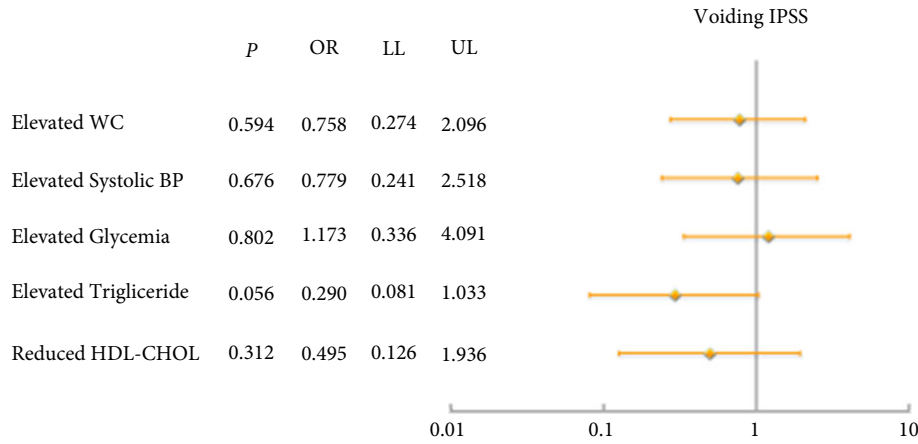 Voiding IPSS
P OR LL UL
Elevated WC 0.594 0.758 0.274 2.096
Elevated Systolic BP 0.676 0.779 0.241 2.518
Elevated Glycemia 0.802 1.173 0.336 4.091
Elevated Trigliceride 0.056 0.290 0.081 1.033
Reduced HDL-CHOL 0.312 0.495 0.126 1.936
0.01 0.1 1 10